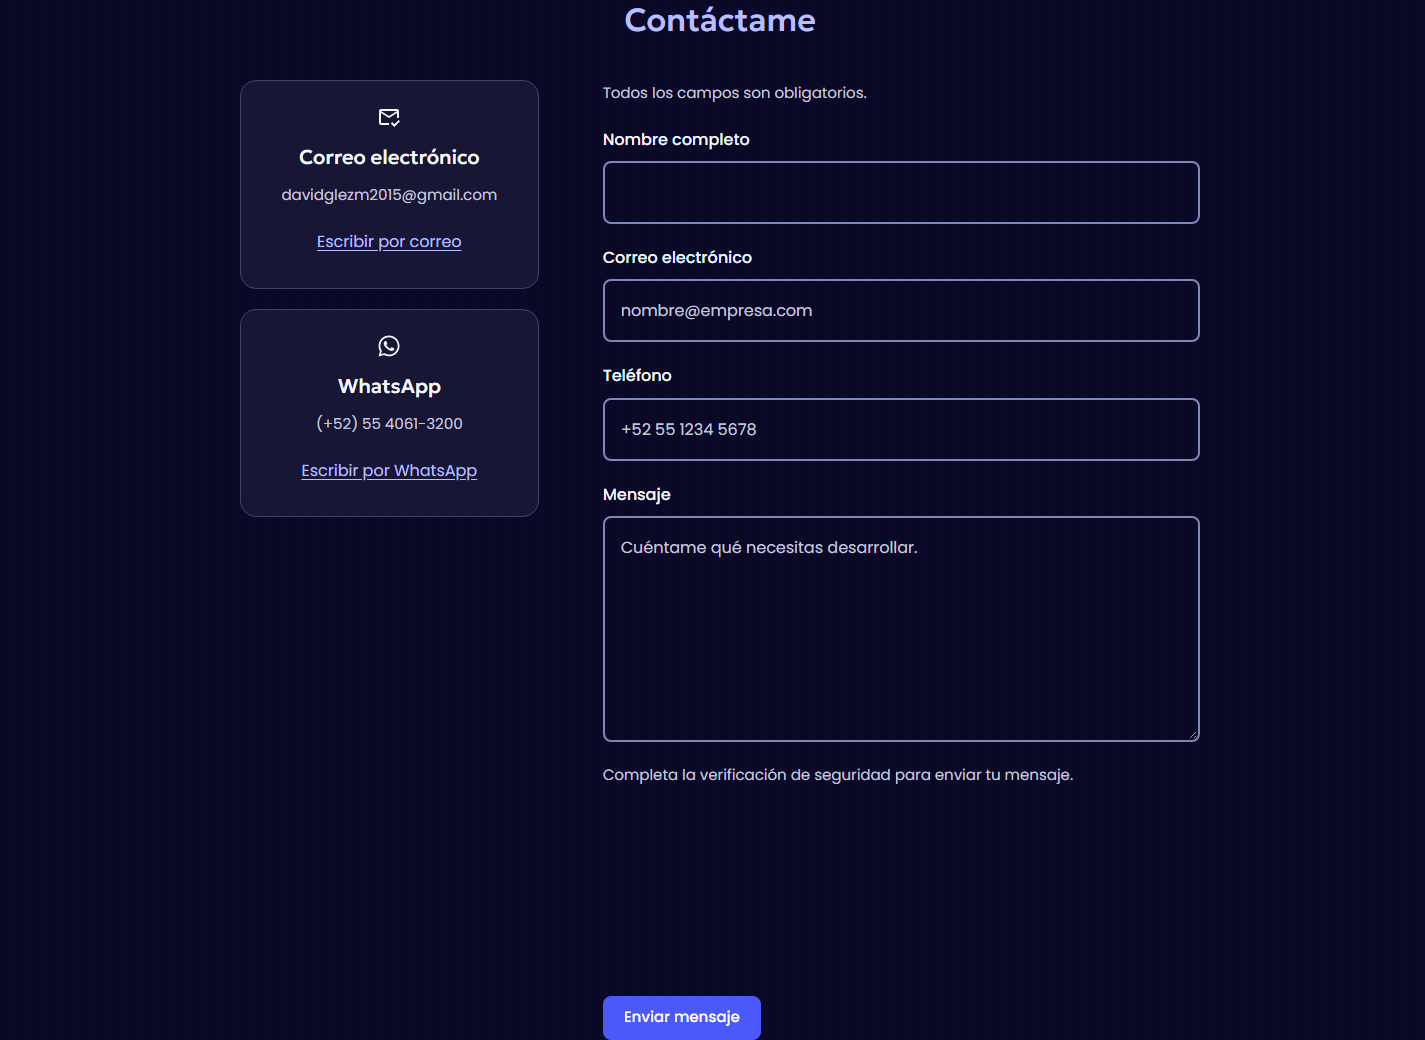 Contáctame
Correo electrónico
davidglezm2015@gmail.com
Escribir por correo
WhatsApp
(+52) 55 4061-3200
Escribir por WhatsApp
Todos los campos son obligatorios.
Nombre completo
Correo electrónico
nombre@empresa.com
Teléfono
+52 55 1234 5678
Mensaje
Cuéntame qué necesitas desarrollar.
Completa la verificación de seguridad para enviar tu mensaje.
Enviar mensaje